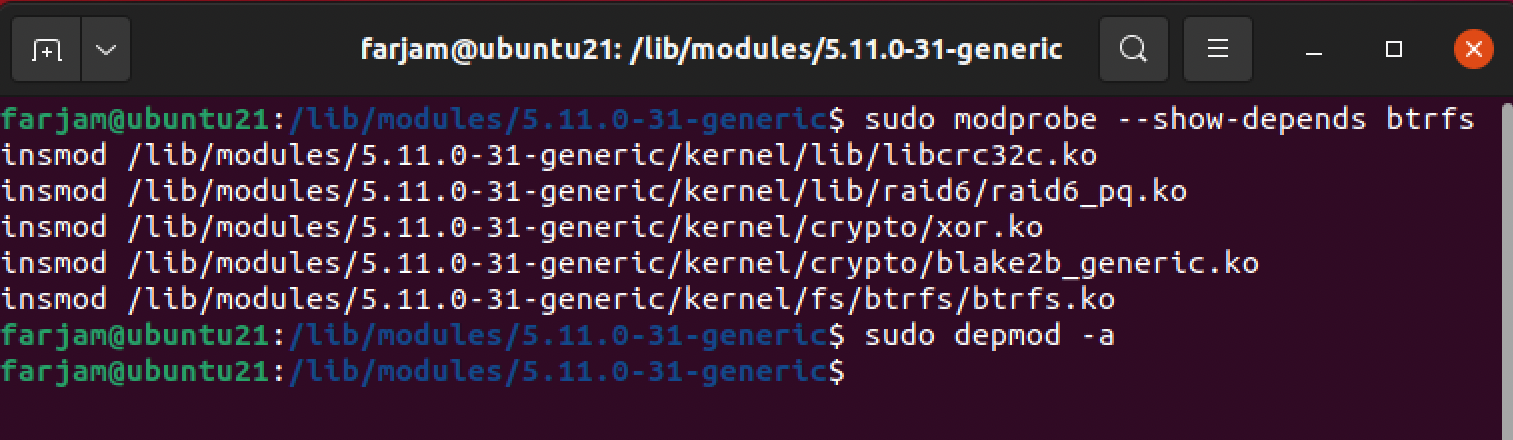 farjam@ubuntu21: /lib/modules/5.11.0-31-generic
farjam@ubuntu21:/lib/modules/5.11.0-31-generic$ sudo modprobe --show-depends btrfs
insmod /lib/modules/5.11.0-31-generic/kernel/lib/libcrc32c.ko
insmod /lib/modules/5.11.0-31-generic/kernel/lib/raid6/raid6_pq.ko
insmod /lib/modules/5.11.0-31-generic/kernel/crypto/xor.ko
insmod /lib/modules/5.11.0-31-generic/kernel/crypto/blake2b_generic.ko
insmod /lib/modules/5.11.0-31-generic/kernel/fs/btrfs/btrfs.ko
farjam@ubuntu21:/lib/modules/5.11.0-31-generic$ sudo depmod -a
farjam@ubuntu21:/lib/modules/5.11.0-31-generic$